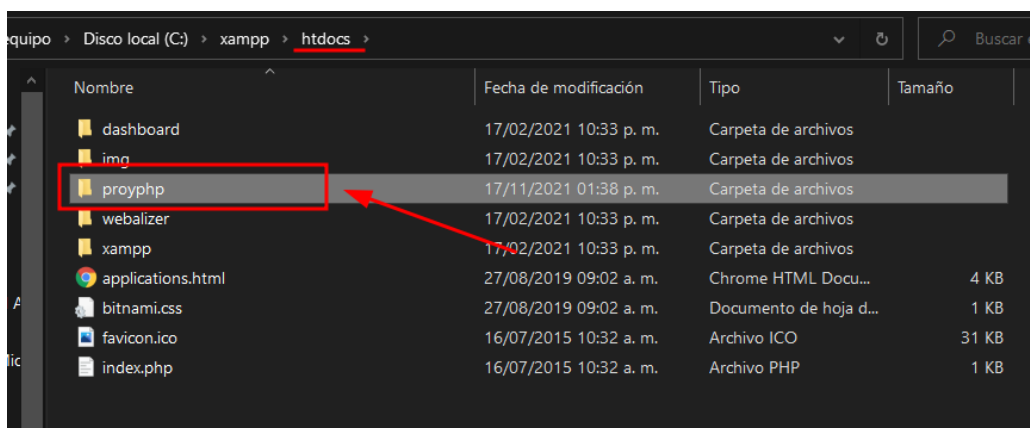 equipo > Disco local (C:) > xampp > htdocs > Buscar
Nombre Fecha de modificación Tipo Tamaño
dashboard 17/02/2021 10:33 p. m. Carpeta de archivos
img 17/02/2021 10:33 p. m. Carpeta de archivos
proyphp 17/11/2021 01:38 p. m. Carpeta de archivos
webalizer 17/02/2021 10:33 p. m. Carpeta de archivos
xampp 17/02/2021 10:33 p. m. Carpeta de archivos
applications.html 27/08/2019 09:02 a. m. Chrome HTML Docu... 4 KB
bitnami.css 27/08/2019 09:02 a. m. Documento de hoja d... 1 KB
favicon.ico 16/07/2015 10:32 a. m. Archivo ICO 31 KB
index.php 16/07/2015 10:32 a. m. Archivo PHP 1 KB